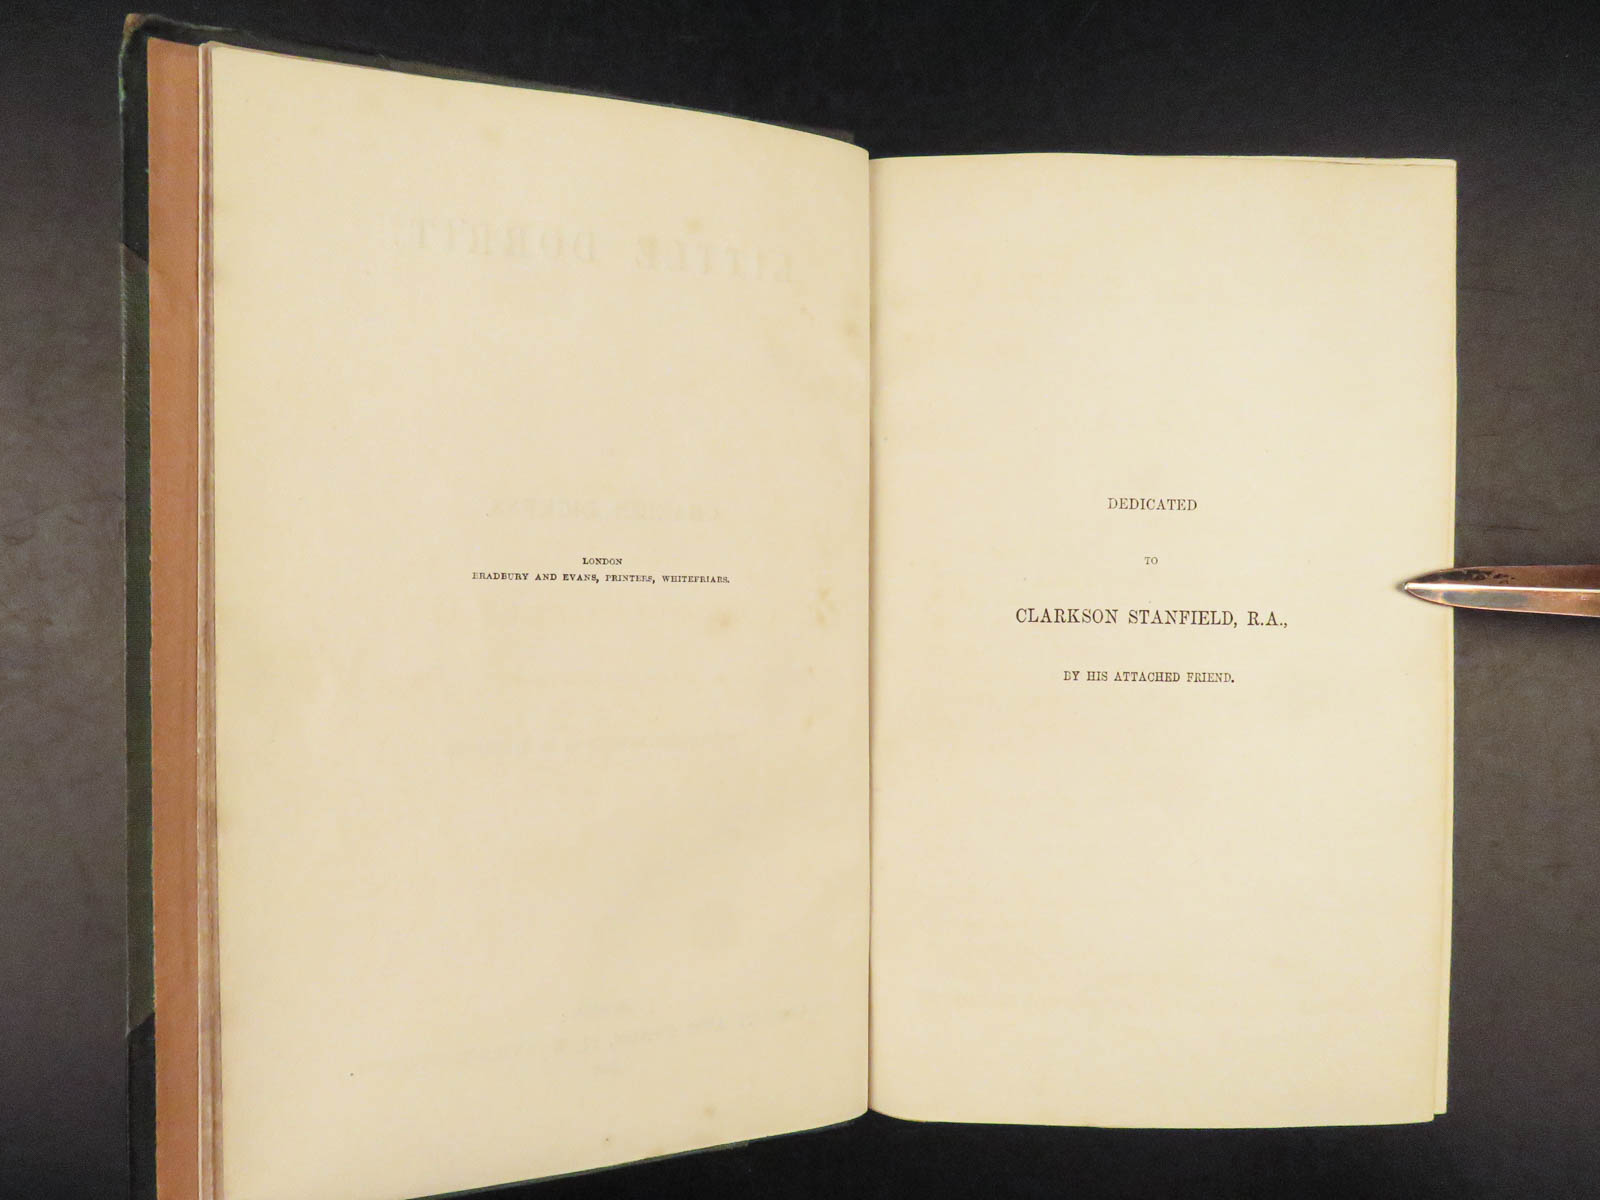 LONDON
BRADBURY AND EVANS, PRINTERS, WHITEFRIARS.
DEDICATED
TO
CLARKSON STANFIELD, R.A.,
BY HIS ATTACHED FRIEND.